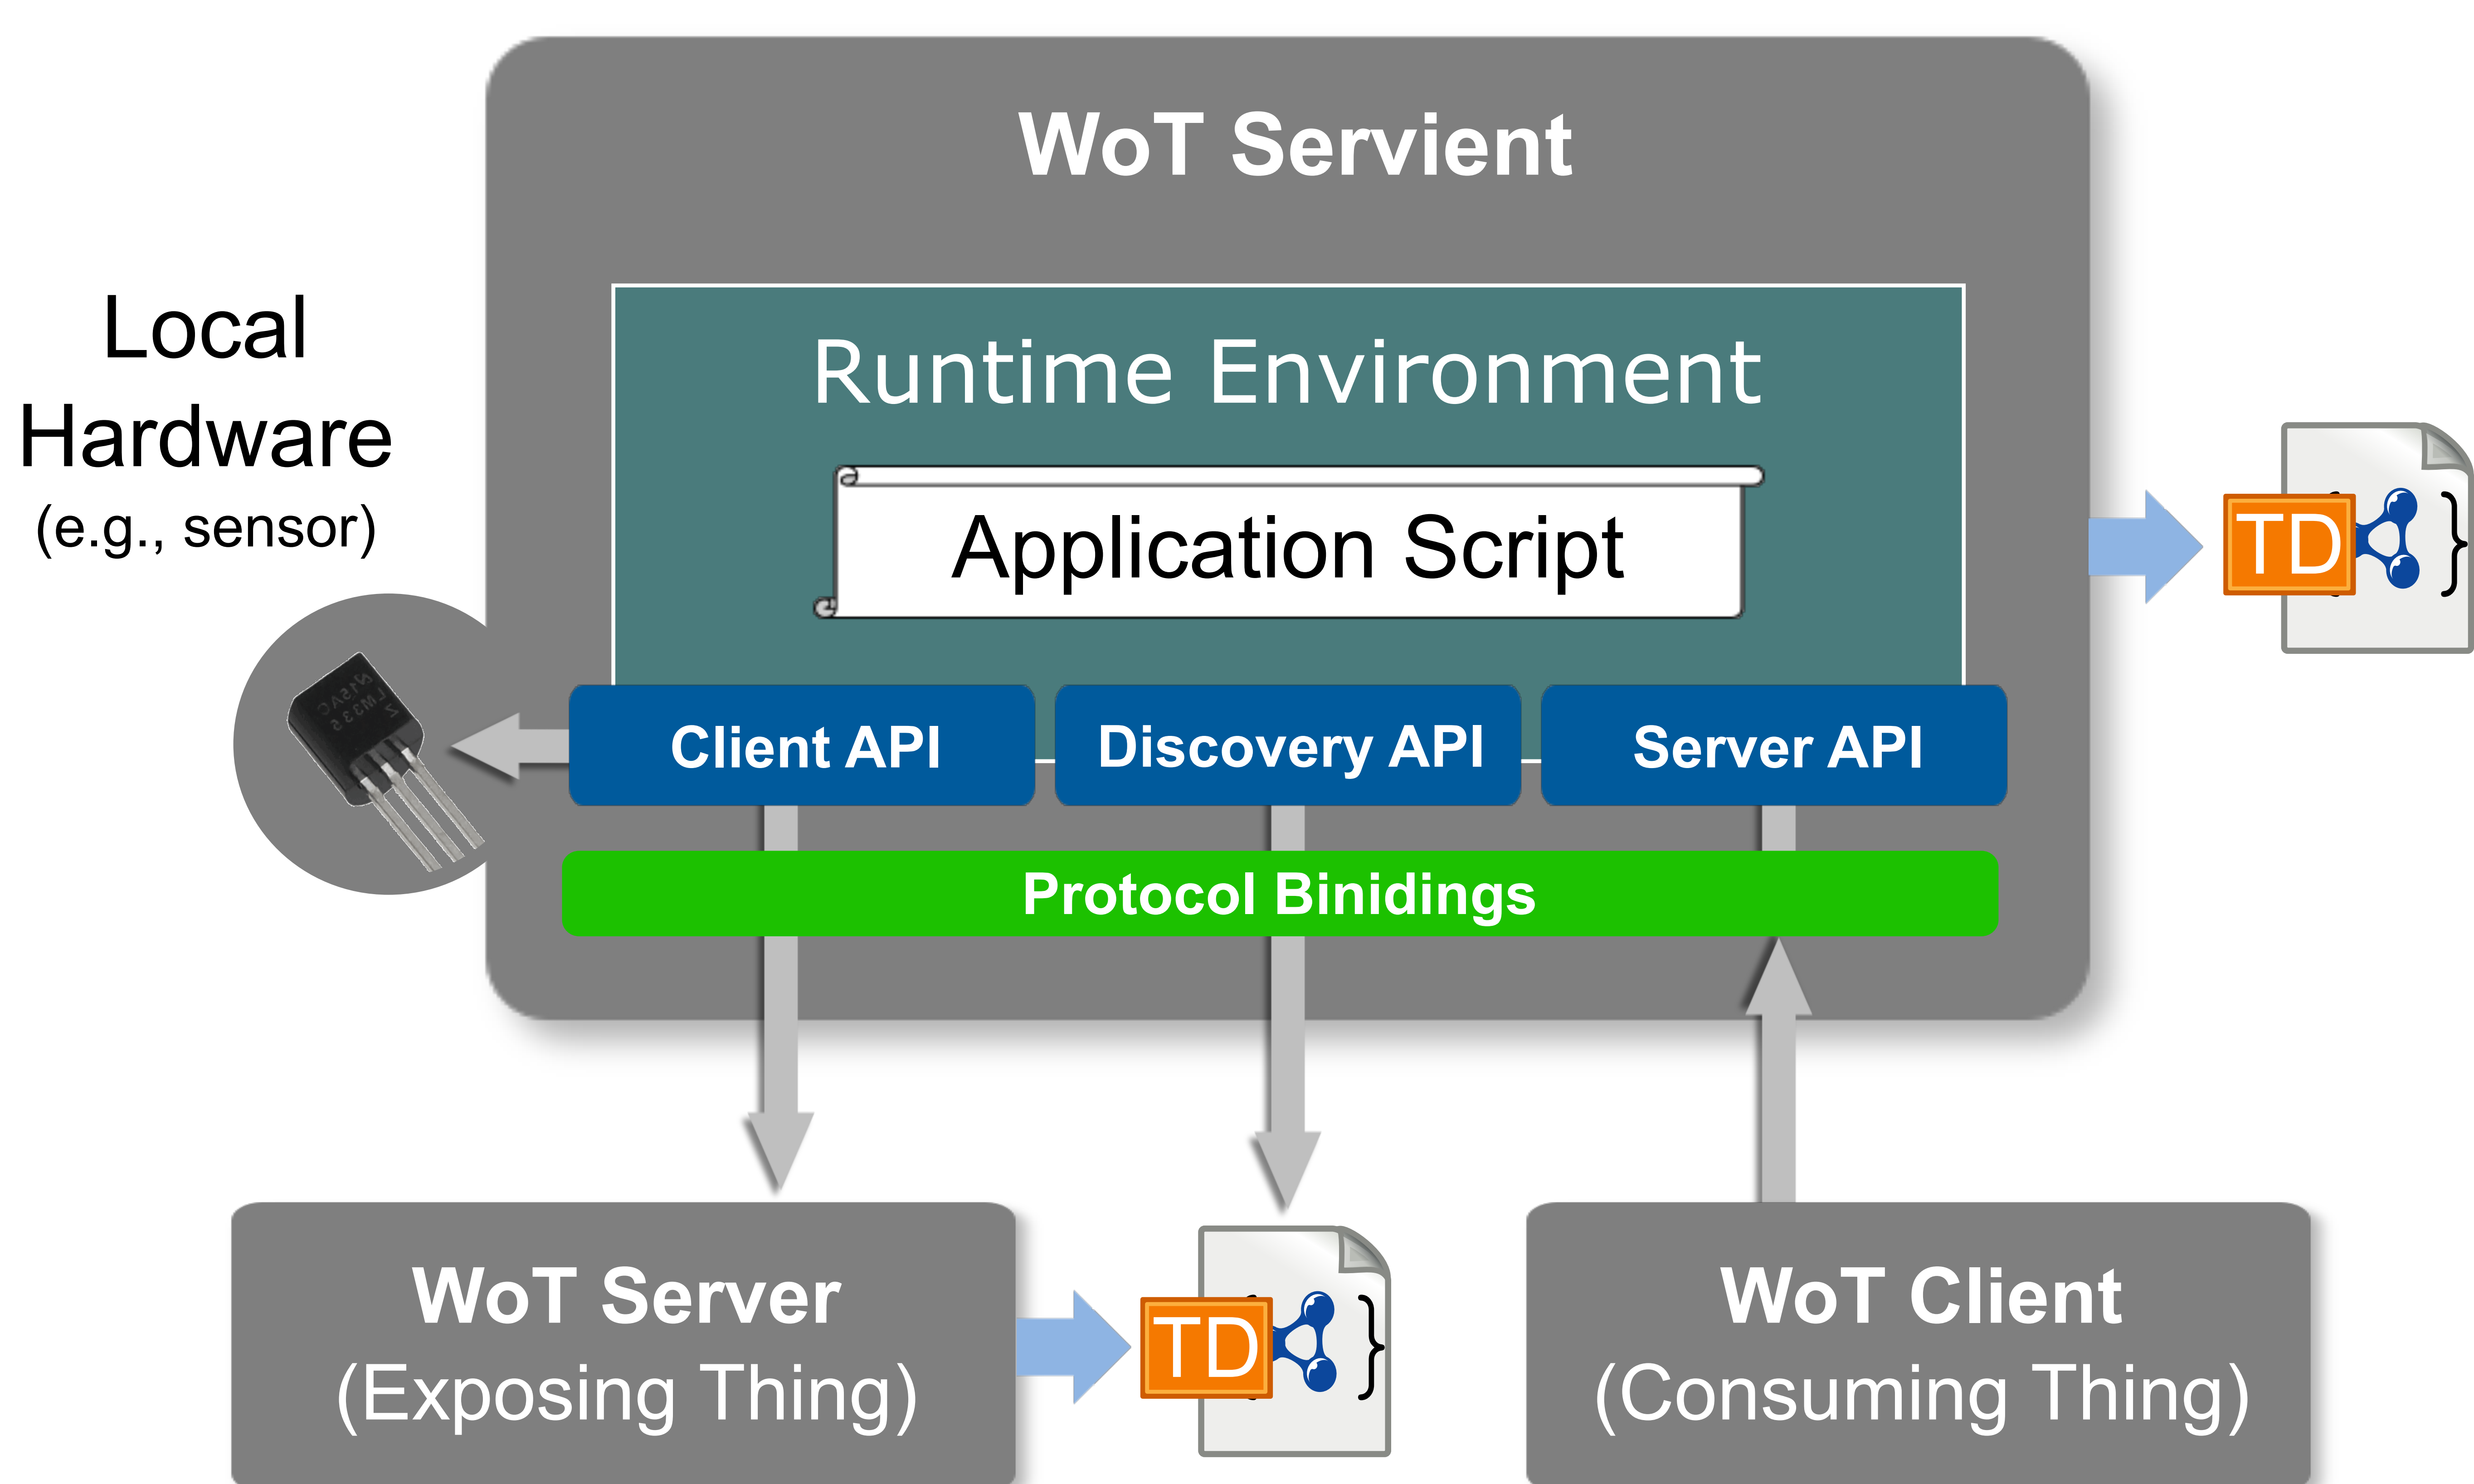 WoT Servient
Local
Hardware
(e.g., sensor)
Runtime Environment
Application Script
TD
Client API
Discovery API
Server API
Protocol Binidings
WoT Server
(Exposing Thing)
TD
WoT Client
(Consuming Thing)